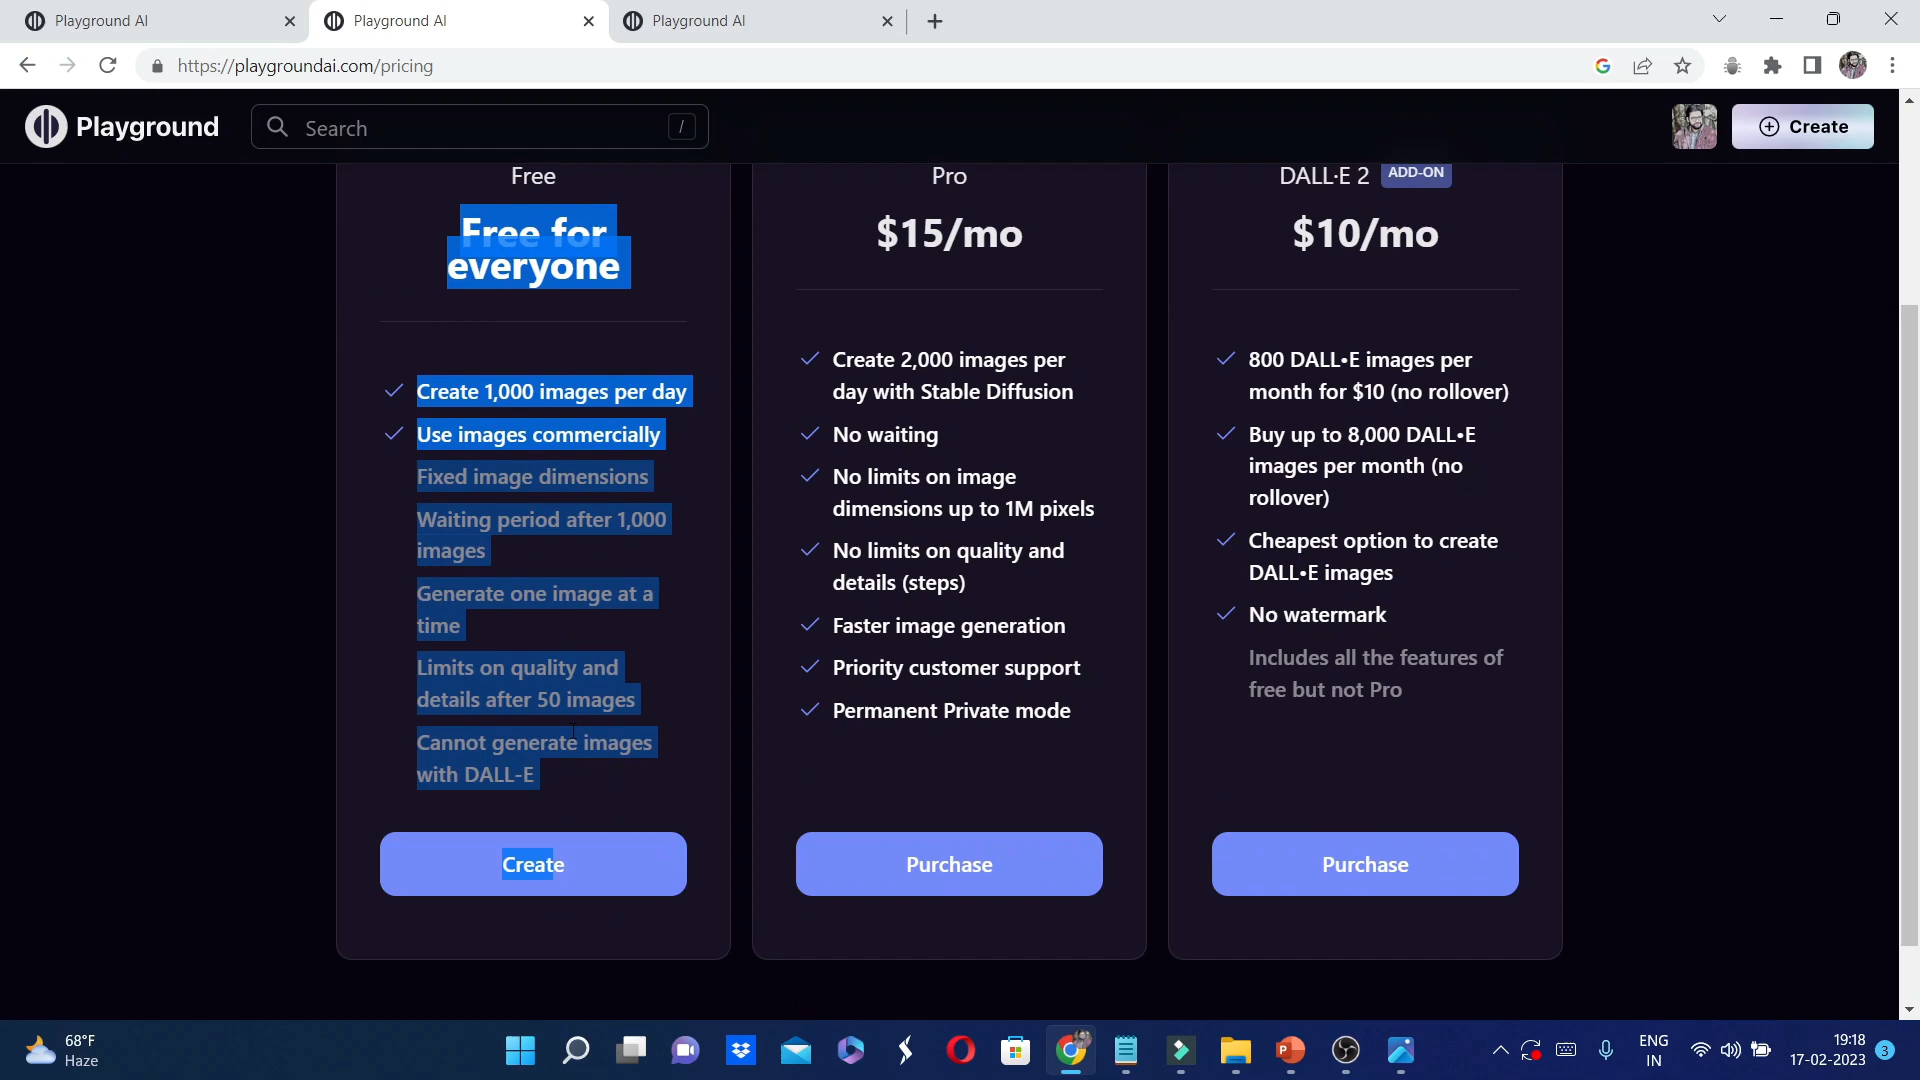 Playground AI
Playground AI
Playground AI
https://playgroundai.com/pricing
Playground
Search
/
Create
Free
Free for
everyone
Create 1,000 images per day
Use images commercially
Fixed image dimensions
Waiting period after 1,000
images
Generate one image at a
time
Limits on quality and
details after 50 images
Cannot generate images
with DALL-E
Create
Pro
$15/mo
Create 2,000 images per
day with Stable Diffusion
No waiting
No limits on image
dimensions up to 1M pixels
No limits on quality and
details (steps)
Faster image generation
Priority customer support
Permanent Private mode
Purchase
DALL·E 2 ADD-ON
$10/mo
800 DALL•E images per
month for $10 (no rollover)
Buy up to 8,000 DALL•E
images per month (no
rollover)
Cheapest option to create
DALL•E images
No watermark
Includes all the features of
free but not Pro
Purchase
68°F
Haze
ENG
IN
19:18
17-02-2023
3